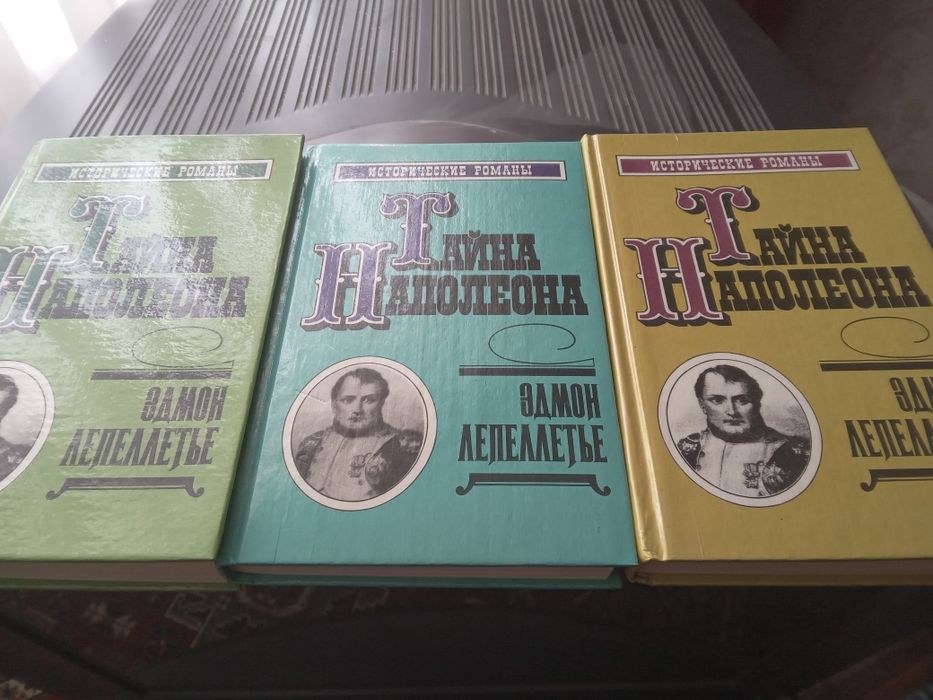 ИСТОРИЧЕСКИЕ РОМАНЫ
ТАЙНА
НАПОЛЕОНА
ЭДМОН
ЛЕПЕЛЛЕТЬЕ
ИСТОРИЧЕСКИЕ РОМАНЫ
ТАЙНА
НАПОЛЕОНА
ЭДМОН
ЛЕПЕЛЛЕТЬЕ
ИСТОРИЧЕСКИЕ РОМАНЫ
ТАЙНА
НАПОЛЕОНА